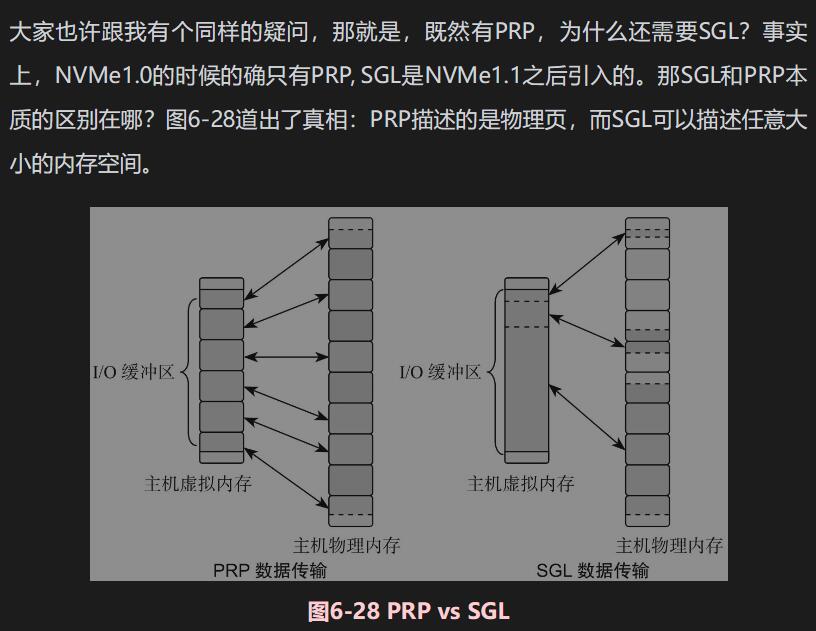 大家也许跟我有个同样的疑问，那就是，既然有PRP，为什么还需要SGL？事实
上，NVMe1.0的时候的确只有PRP, SGL是NVMe1.1之后引入的。那SGL和PRP本
质的区别在哪？图6-28道出了真相：PRP描述的是物理页，而SGL可以描述任意大
小的内存空间。
I/O 缓冲区
主机虚拟内存
主机物理内存
PRP 数据传输
I/O 缓冲区
主机虚拟内存
主机物理内存
SGL 数据传输
图6-28 PRP vs SGL